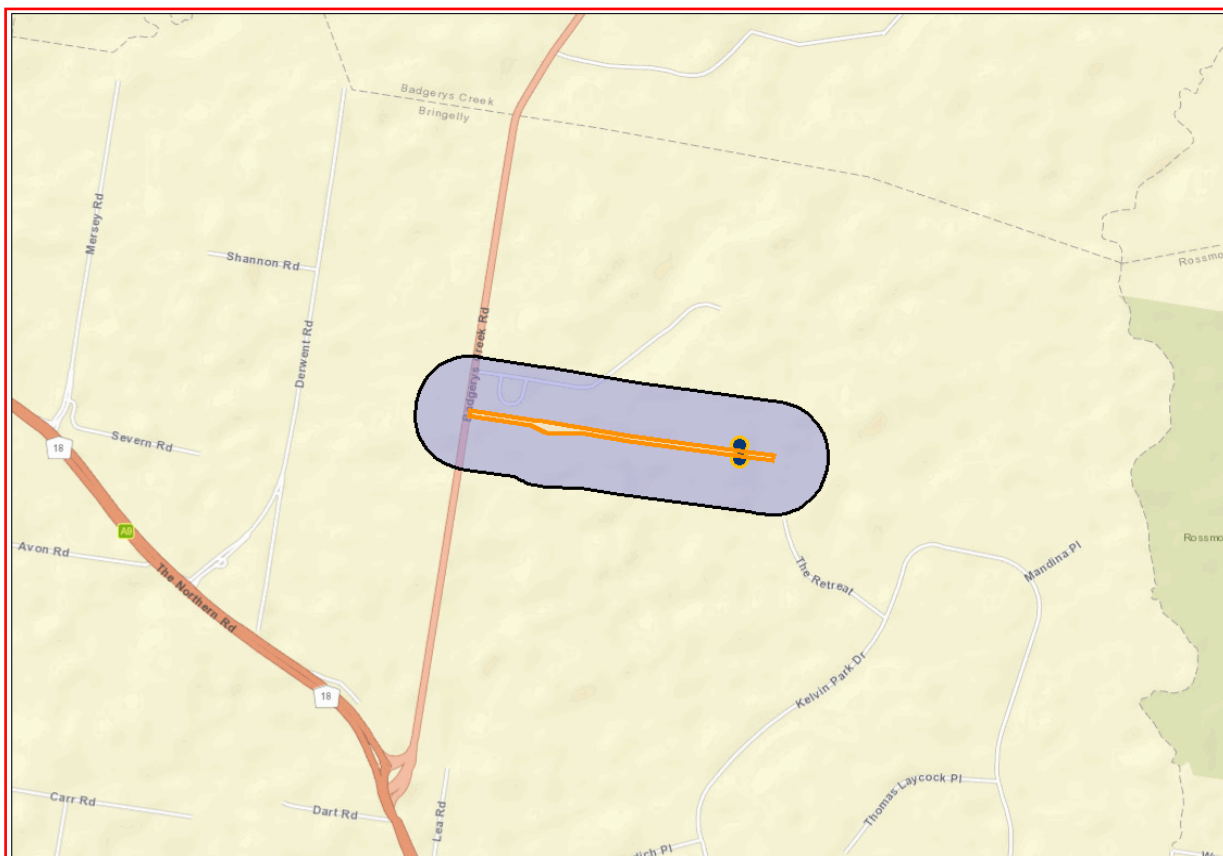 Badgerys Creek
Bringelly
Mersey Rd
Shannon Rd
Rossmo
Derwent Rd
Badgerys Creek Rd
Severn Rd
18
A9
Avon Rd
The Northern Rd
Rossmo
Mandina Pl
The Retreat
Kelvin Park Dr
18
Thomas Laycock Pl
Carr Rd
Dart Rd
Lea Rd
dich Pl